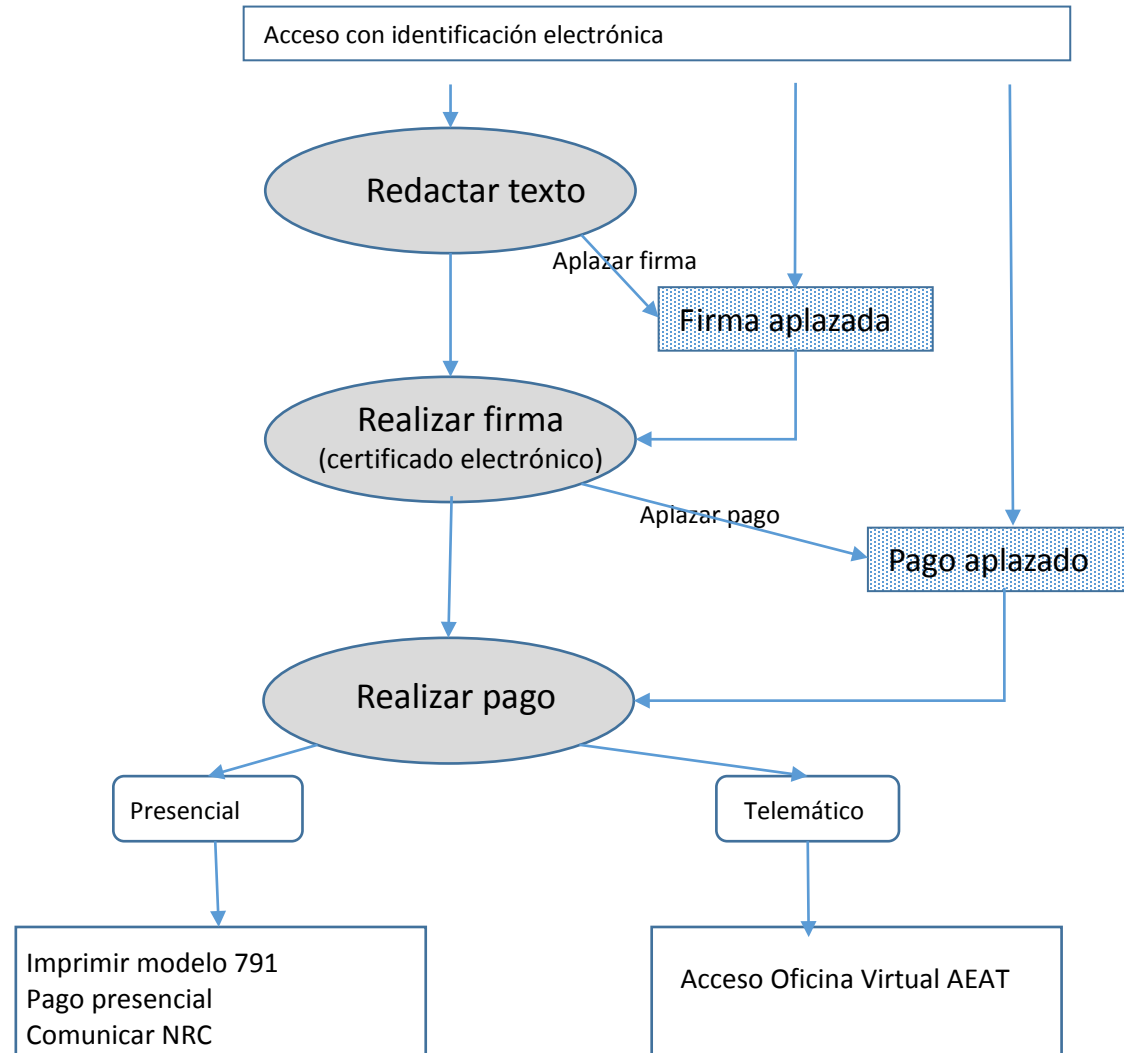 Acceso con identificación electrónica
Redactar texto
Aplazar firma
Firma aplazada
Realizar firma
(certificado electrónico)
Aplazar pago
Pago aplazado
Realizar pago
Presencial
Telemático
Imprimir modelo 791
Pago presencial
Comunicar NRC
Acceso Oficina Virtual AEAT